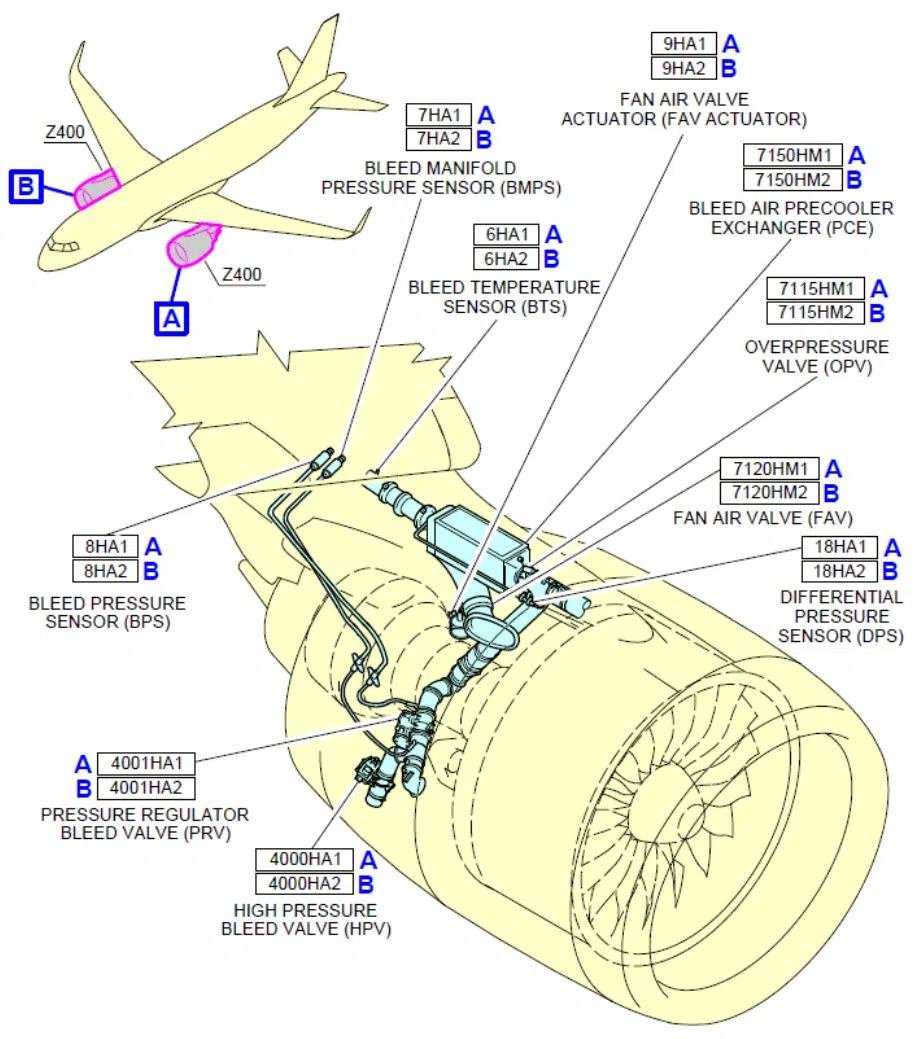 Z400
B
Z400
A
7HA1 A
7HA2 B
BLEED MANIFOLD
PRESSURE SENSOR (BMPS)
9HA1 A
9HA2 B
FAN AIR VALVE
ACTUATOR (FAV ACTUATOR)
7150HM1 A
7150HM2 B
BLEED AIR PRECOOLER
EXCHANGER (PCE)
6HA1 A
6HA2 B
BLEED TEMPERATURE
SENSOR (BTS)
7115HM1 A
7115HM2 B
OVERPRESSURE
VALVE (OPV)
7120HM1 A
7120HM2 B
FAN AIR VALVE (FAV)
8HA1 A
8HA2 B
BLEED PRESSURE
SENSOR (BPS)
18HA1 A
18HA2 B
DIFFERENTIAL
PRESSURE
SENSOR (DPS)
A 4001HA1
B 4001HA2
PRESSURE REGULATOR
BLEED VALVE (PRV)
4000HA1 A
4000HA2 B
HIGH PRESSURE
BLEED VALVE (HPV)